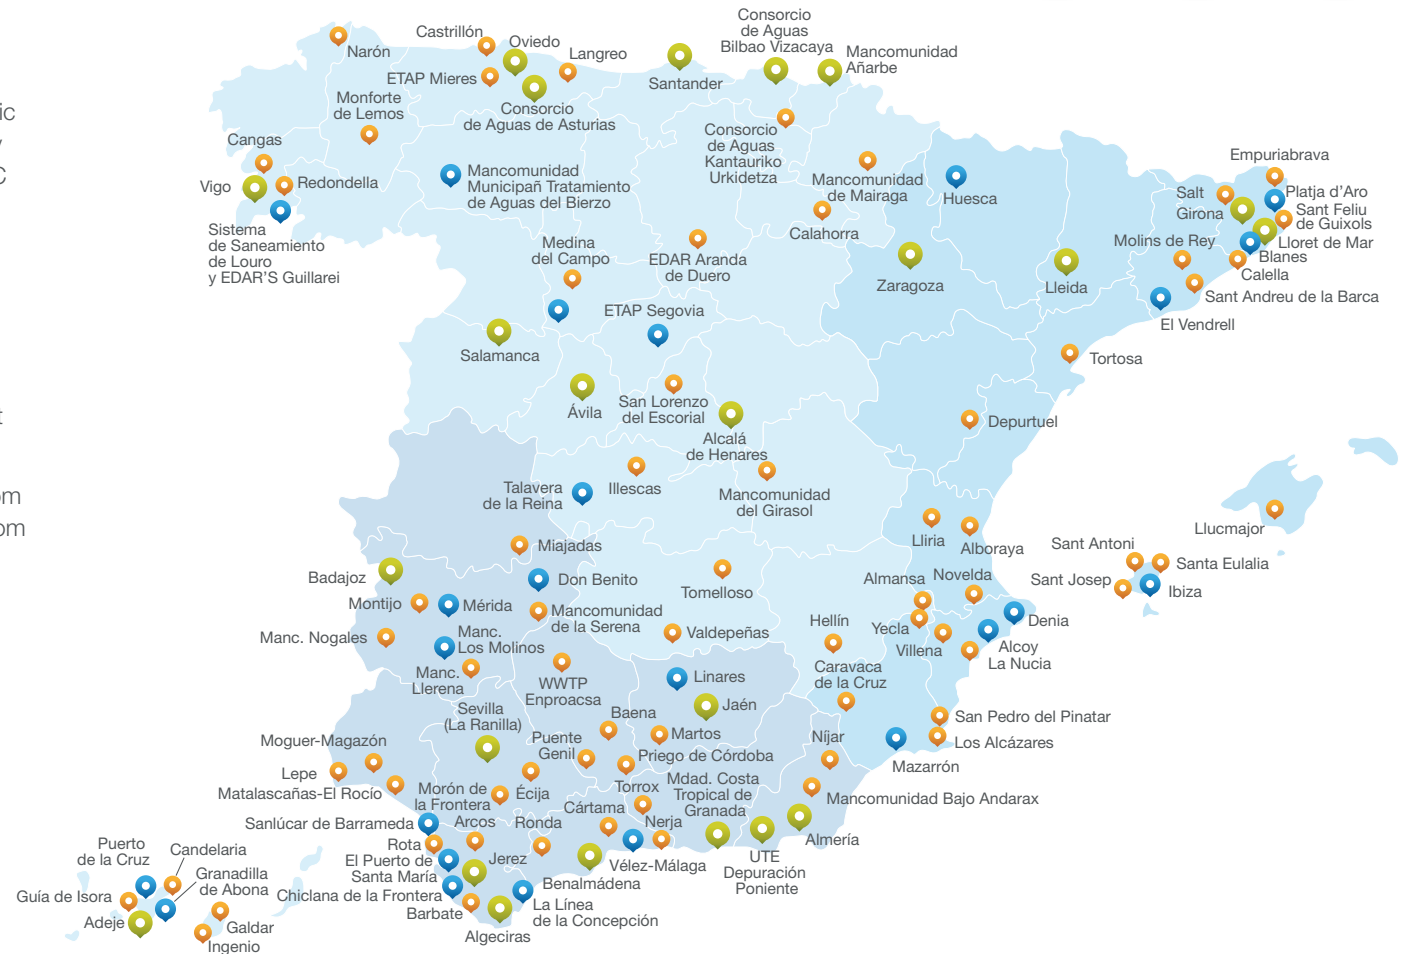 ic
y
C
t
om
om
Narón
Castrillón
Oviedo
Langreo
ETAP Mieres
Consorcio
de Aguas de Asturias
Santander
Consorcio
de Aguas
Bilbao Vizacaya
Mancomunidad
Añarbe
Monforte
de Lemos
Cangas
Vigo
Redondella
Sistema
de Saneamiento
de Louro
y EDAR'S Guillarei
Mancomunidad
Municipañ Tratamiento
de Aguas del Bierzo
Consorcio
de Aguas
Kantauriko
Urkidetza
Mancomunidad
de Mairaga
Calahorra
Huesca
Empuriabrava
Salt
Platja d'Aro
Girona
Sant Feliu
de Guixols
Lloret de Mar
Molins de Rey
Blanes
Calella
Sant Andreu de la Barca
El Vendrell
Medina
del Campo
EDAR Aranda
de Duero
Zaragoza
Lleida
ETAP Segovia
Salamanca
Tortosa
Ávila
San Lorenzo
del Escorial
Alcalá
de Henares
Depurtuel
Talavera
de la Reina
Illescas
Mancomunidad
del Girasol
Lliria
Alboraya
Llucmajor
Sant Antoni
Santa Eulalia
Sant Josep
Ibiza
Miajadas
Badajoz
Don Benito
Montijo
Mérida
Mancomunidad
de la Serena
Manc. Nogales
Manc.
Los Molinos
Manc.
Llerena
WWTP
Enproacsa
Tomelloso
Valdepeñas
Almansa
Novelda
Denia
Yecla
Villena
Alcoy
La Nucia
Hellín
Caravaca
de la Cruz
Linares
Jaén
San Pedro del Pinatar
Los Alcázares
Mazarrón
Sevilla
(La Ranilla)
Baena
Martos
Puente
Genil
Priego de Córdoba
Níjar
Moguer-Magazón
Lepe
Matalascañas-El Rocío
Morón de
la Frontera
Écija
Torrox
Mdad. Costa
Tropical de
Granada
Mancomunidad Bajo Andarax
Cártama
Sanlúcar de Barrameda
Arcos
Ronda
Nerja
Almería
Rota
El Puerto de
Santa María
Jerez
Vélez-Málaga
UTE
Depuración
Poniente
Benalmádena
Chiclana de la Frontera
Barbate
La Línea
de la Concepción
Algeciras
Puerto
de la Cruz
Candelaria
Granadilla
de Abona
Guía de Isora
Adeje
Galdar
Ingenio